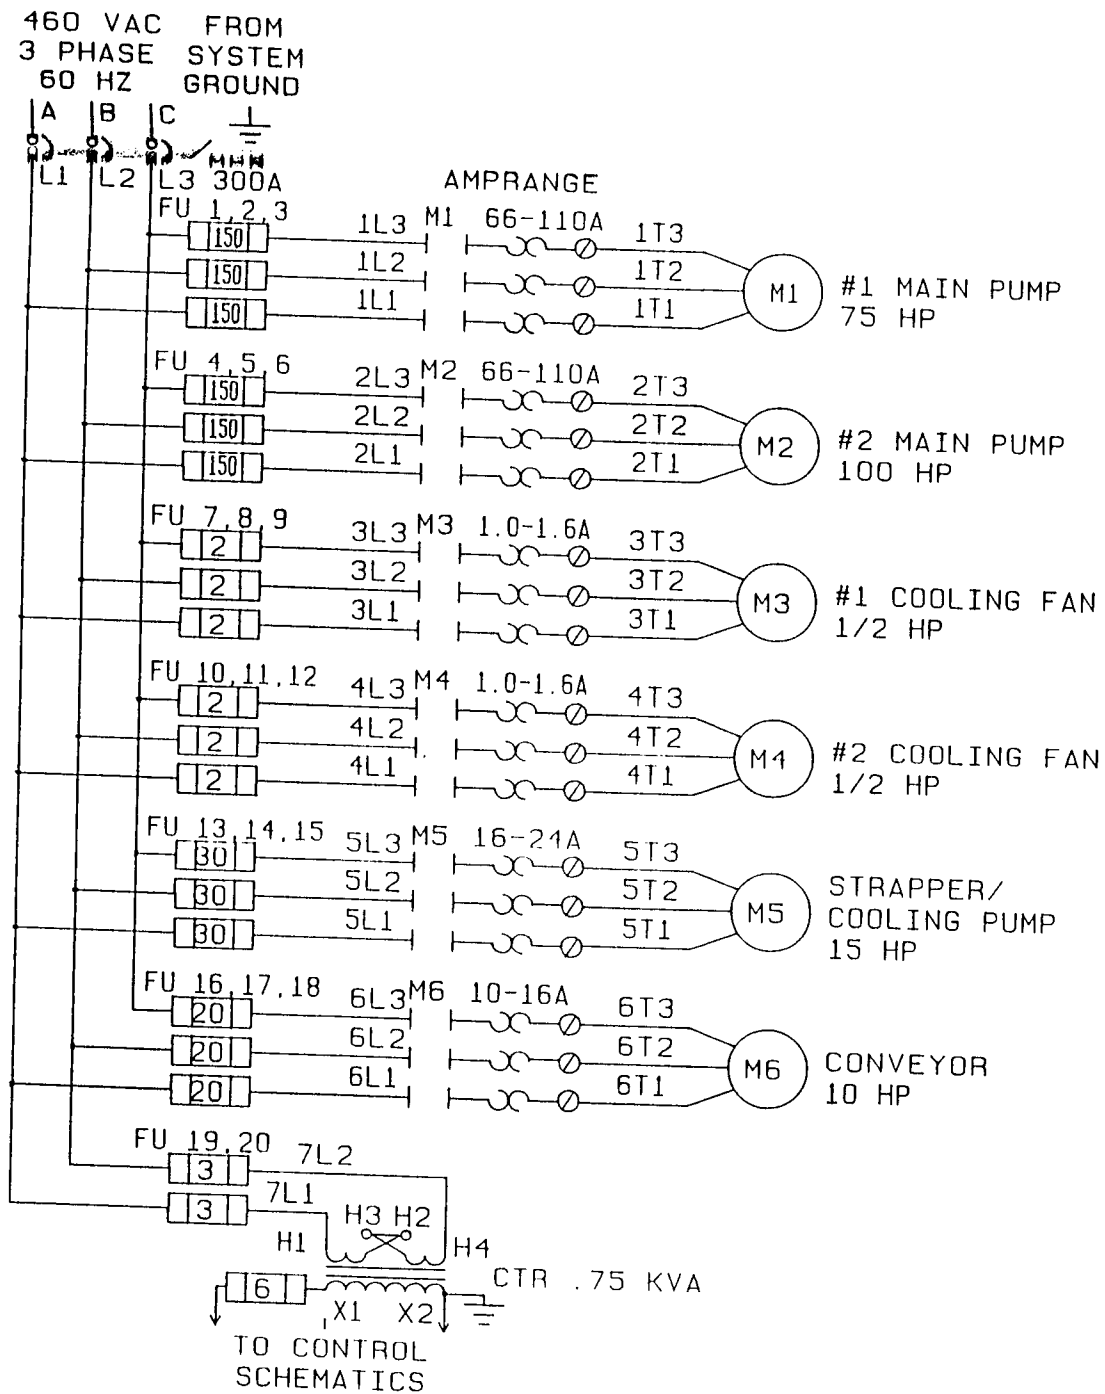 460 VAC FROM
3 PHASE SYSTEM
60 HZ GROUND
A B C
L1 L2 L3 300A
AMPRANGE
FU 1,2,3 M1 66-110A
150 1L3 1T3
150 1L2 1T2
150 1L1 1T1
M1
#1 MAIN PUMP
75 HP
FU 4,5,6 M2 66-110A
150 2L3 2T3
150 2L2 2T2
150 2L1 2T1
M2
#2 MAIN PUMP
100 HP
FU 7,8,9 M3 1.0-1.6A
2 3L3 3T3
2 3L2 3T2
2 3L1 3T1
M3
#1 COOLING FAN
1/2 HP
FU 10,11,12 M4 1.0-1.6A
2 4L3 4T3
2 4L2 4T2
2 4L1 4T1
M4
#2 COOLING FAN
1/2 HP
FU 13,14,15 M5 16-24A
30 5L3 5T3
30 5L2 5T2
30 5L1 5T1
M5
STRAPPER/
COOLING PUMP
15 HP
FU 16,17,18 M6 10-16A
20 6L3 6T3
20 6L2 6T2
20 6L1 6T1
M6
CONVEYOR
10 HP
FU 19,20
3 7L2
3 7L1
H3 H2
H1 H4
CTR .75 KVA
6
X1 X2
TO CONTROL
SCHEMATICS